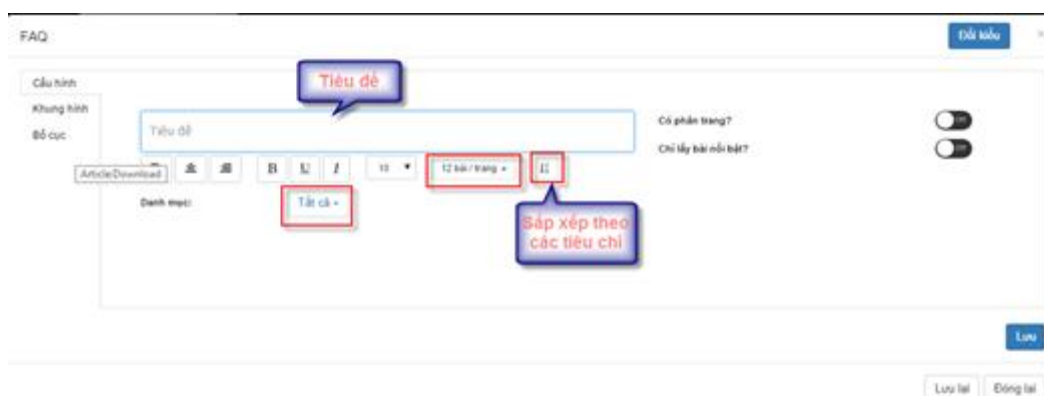 FAQ
Đổi kiểu
×
Cấu hình
Khung hình
Bố cục
Tiêu đề
Tiêu đề
Có phân trang?
Chỉ lấy bài nổi bật?
ArticleDownload
B U I
10
12 bài / trang
Danh mục:
Tất cả
Sắp xếp theo
các tiêu chí
Lưu
Lưu lại
Đóng lại